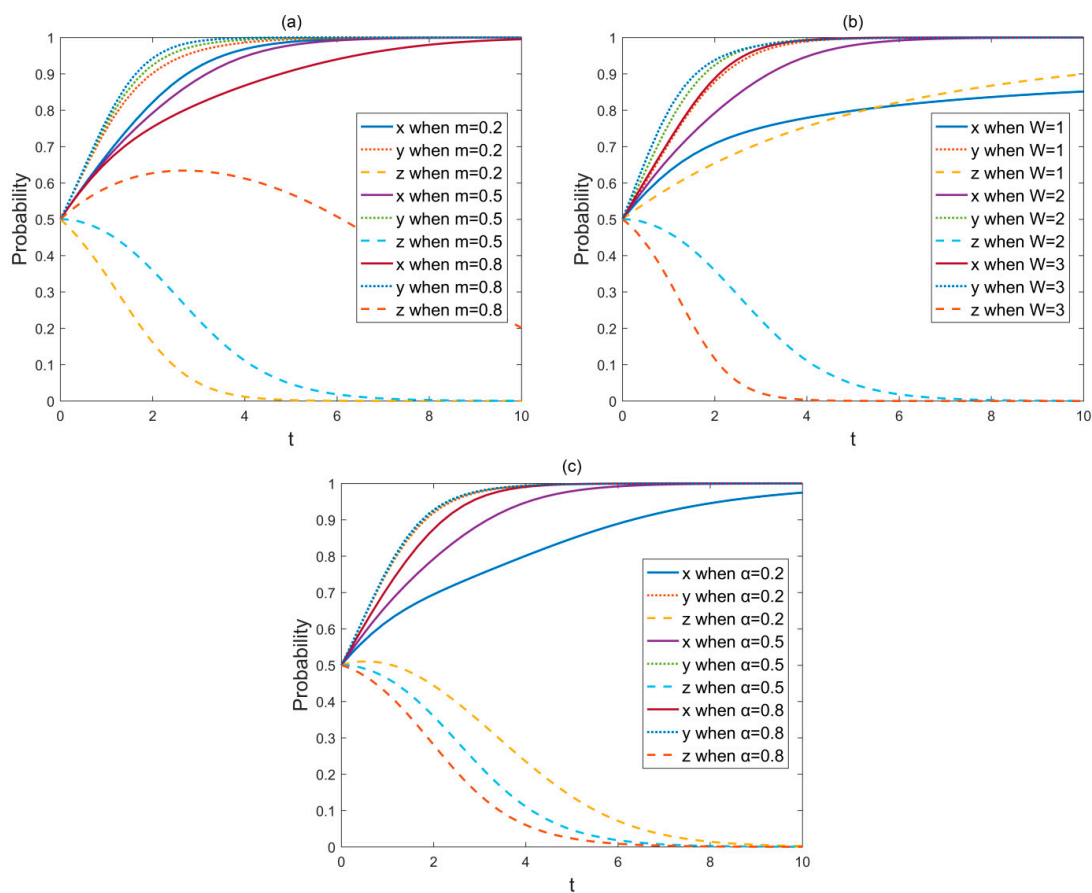 (a)
1
0.9
0.8
0.7
0.6
0.5
0.4
0.3
0.2
0.1
0
Probability
x when m=0.2
y when m=0.2
z when m=0.2
x when m=0.5
y when m=0.5
z when m=0.5
x when m=0.8
y when m=0.8
z when m=0.8
0 2 4 6 8 10
t
(b)
1
0.9
0.8
0.7
0.6
0.5
0.4
0.3
0.2
0.1
0
Probability
x when W=1
y when W=1
z when W=1
x when W=2
y when W=2
z when W=2
x when W=3
y when W=3
z when W=3
0 2 4 6 8 10
t
(c)
1
0.9
0.8
0.7
0.6
0.5
0.4
0.3
0.2
0.1
0
Probability
x when α=0.2
y when α=0.2
z when α=0.2
x when α=0.5
y when α=0.5
z when α=0.5
x when α=0.8
y when α=0.8
z when α=0.8
0 2 4 6 8 10
t